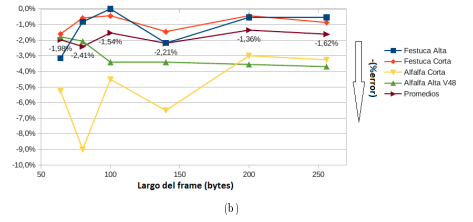 0,0%
-1,0%
-2,0%
-3,0%
-4,0%
-5,0%
-6,0%
-7,0%
-8,0%
-9,0%
-10,0%
-1,98%
-2,41%
-1,54%
-2,21%
-1,36%
-1,62%
50
100
150
200
250
Largo del frame (bytes)
-(%error)
Festuca Alta
Festuca Corta
Alfalfa Corta
Alfalfa Alta V48
Promedios
(b)